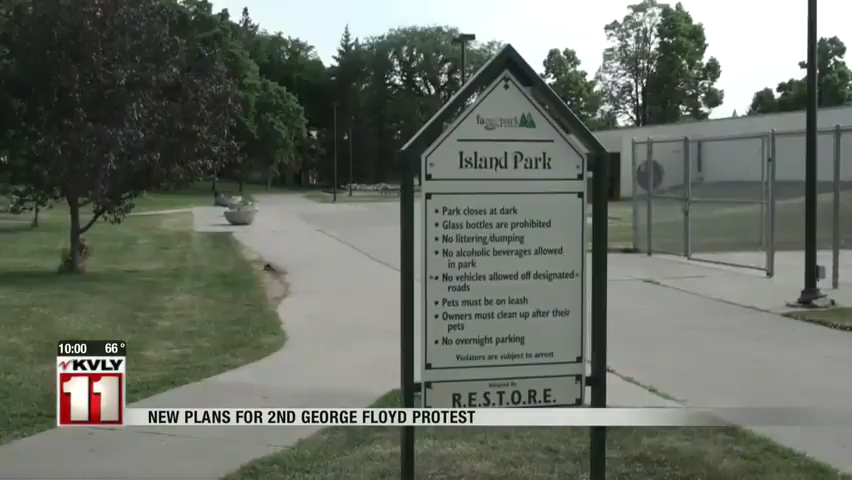 fargo park
Island Park
• Park closes at dark
• Glass bottles are prohibited
• No littering/dumping
• No alcoholic beverages allowed
in park
• No vehicles allowed off designated
roads
• Pets must be on leash
• Owners must clean up after their
pets
• No overnight parking
Violators are subject to arrest
Adopted By
R.E.S.T.O.R.E.
10:00 66°
KVLY
11
NEW PLANS FOR 2ND GEORGE FLOYD PROTEST